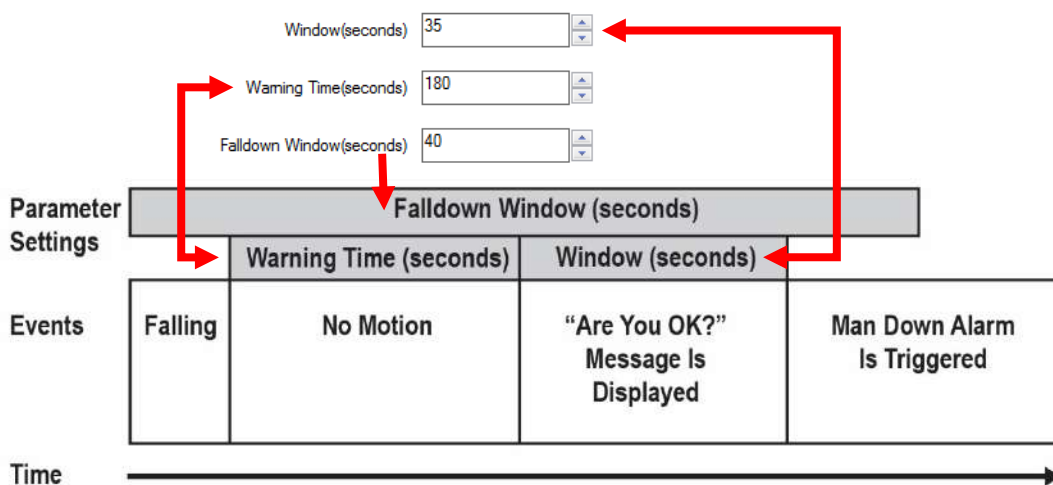 Window(seconds) 35
Warning Time(seconds) 180
Falldown Window(seconds) 40
Parameter
Settings
Falldown Window (seconds)
Warning Time (seconds) Window (seconds)
Events
Falling
No Motion
“Are You OK?”
Message Is
Displayed
Man Down Alarm
Is Triggered
Time